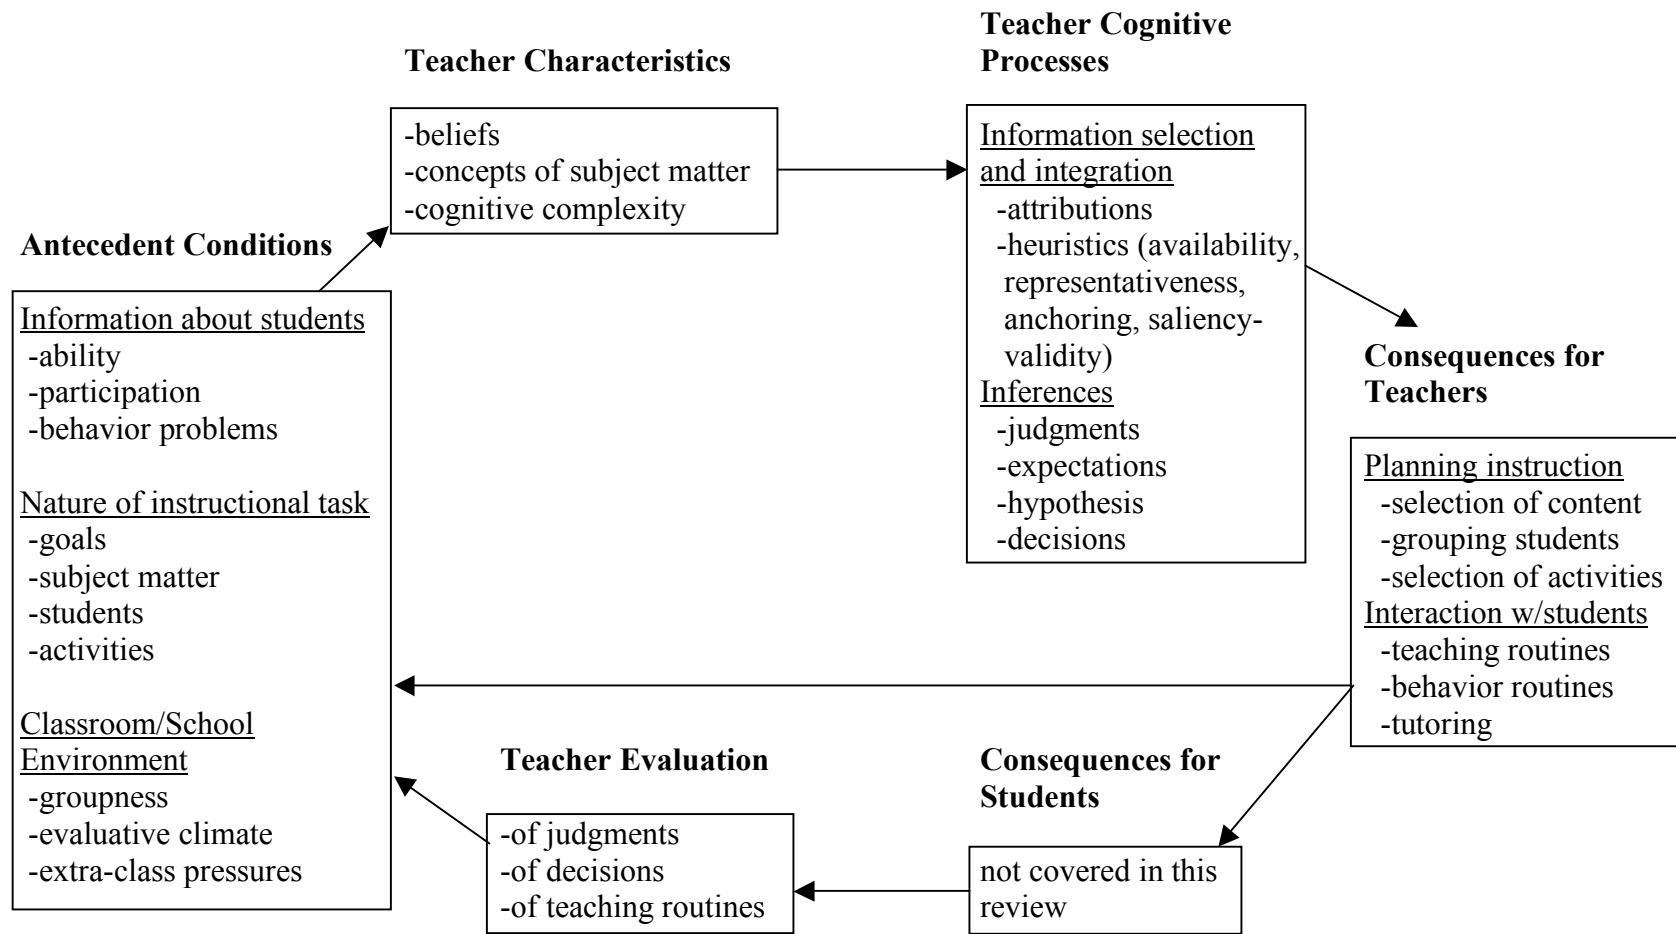 Teacher Characteristics
-beliefs
-concepts of subject matter
-cognitive complexity
Teacher Cognitive
Processes
Information selection
and integration
-attributions
-heuristics (availability,
representativeness,
anchoring, saliency-
validity)
Inferences
-judgments
-expectations
-hypothesis
-decisions
Antecedent Conditions
Information about students
-ability
-participation
-behavior problems
Nature of instructional task
-goals
-subject matter
-students
-activities
Classroom/School
Environment
-groupness
-evaluative climate
-extra-class pressures
Consequences for
Teachers
Planning instruction
-selection of content
-grouping students
-selection of activities
Interaction w/students
-teaching routines
-behavior routines
-tutoring
Teacher Evaluation
-of judgments
-of decisions
-of teaching routines
Consequences for
Students
not covered in this
review